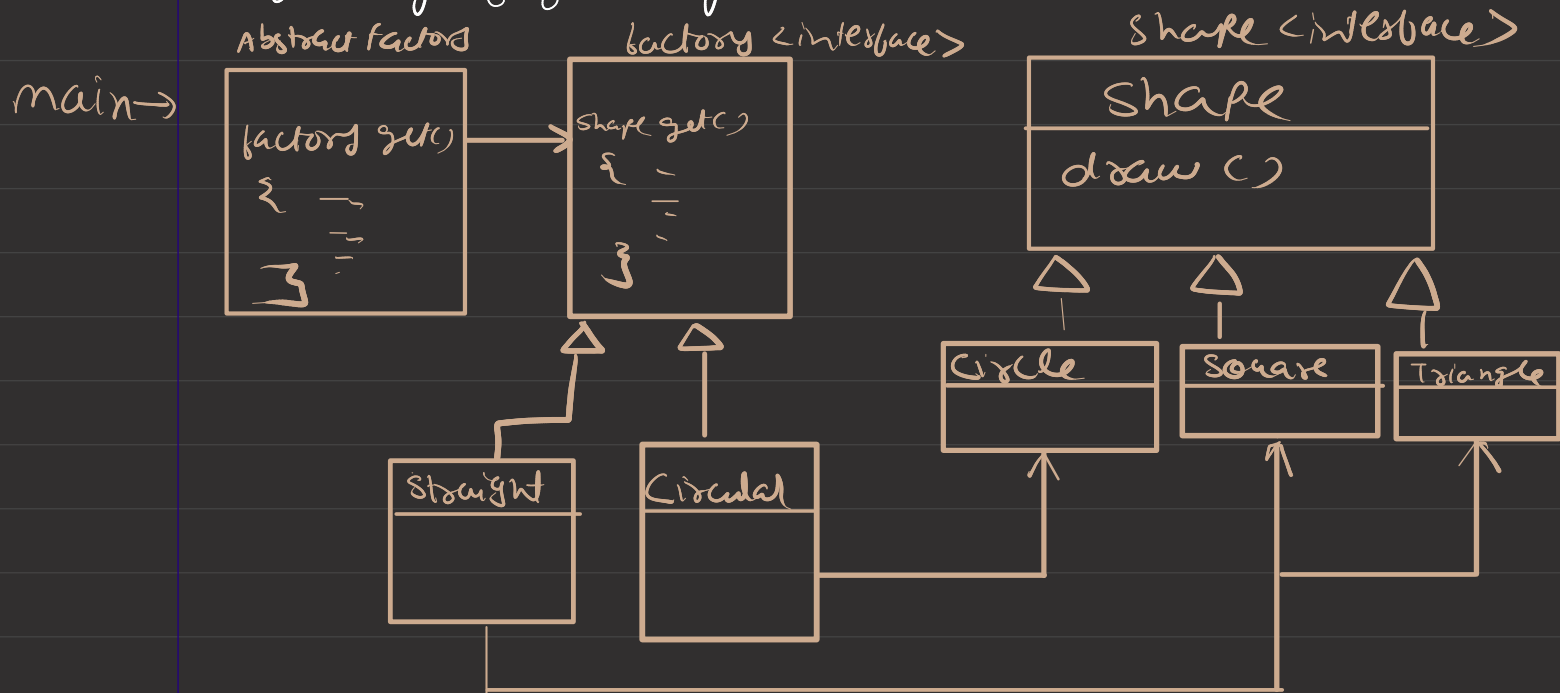 Abstract Factory
factory <interface>
Shape <interface>
main→
factory get()
{
}
Shape get()
{
}
Shape
draw ()
Circle
Square
Triangle
Straight
Circular